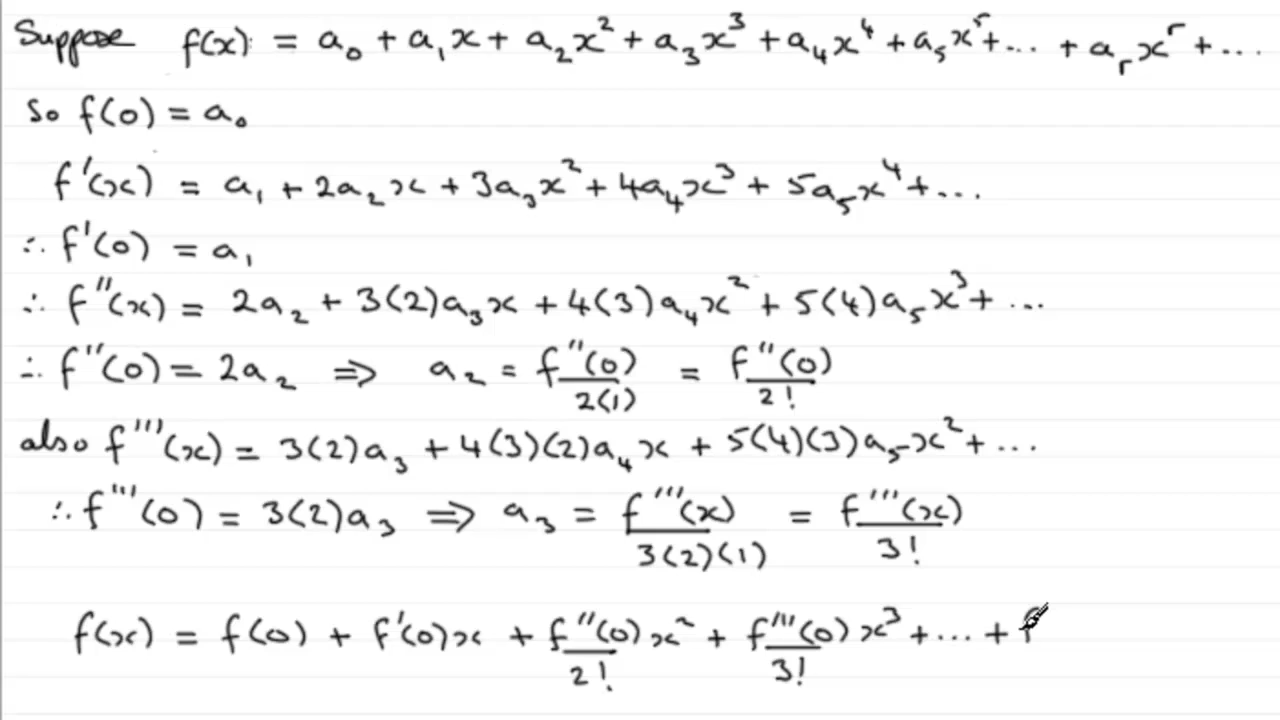 Suppose f(x) = a₀ + a₁x + a₂x² + a₃x³ + a₄x⁴ + a₅x⁵ + ... + aᵣxʳ + ...
So f(0) = a₀
f'(x) = a₁ + 2a₂x + 3a₃x² + 4a₄x³ + 5a₅x⁴ + ...
∴ f'(0) = a₁
∴ f''(x) = 2a₂ + 3(2)a₃x + 4(3)a₄x² + 5(4)a₅x³ + ...
∴ f''(0) = 2a₂ ⇒ a₂ = f''(0)/2(1) = f''(0)/2!
also f'''(x) = 3(2)a₃ + 4(3)(2)a₄x + 5(4)(3)a₅x² + ...
∴ f'''(0) = 3(2)a₃ ⇒ a₃ = f'''(x)/3(2)(1) = f'''(x)/3!
f(x) = f(0) + f'(0)x + f''(0)/2! x² + f'''(0)/3! x³ + ... +